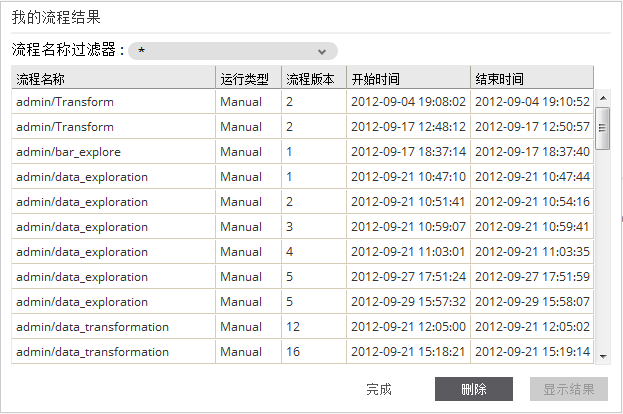 我的流程结果
流程名称过滤器 : *
流程名称 运行类型 流程版本 开始时间 结束时间
admin/Transform Manual 2 2012-09-04 19:08:02 2012-09-04 19:10:52
admin/Transform Manual 2 2012-09-17 12:48:12 2012-09-17 12:50:57
admin/bar_explore Manual 1 2012-09-17 18:37:14 2012-09-17 18:37:40
admin/data_exploration Manual 1 2012-09-21 10:47:10 2012-09-21 10:47:44
admin/data_exploration Manual 2 2012-09-21 10:51:41 2012-09-21 10:54:16
admin/data_exploration Manual 3 2012-09-21 10:59:07 2012-09-21 10:59:41
admin/data_exploration Manual 4 2012-09-21 11:03:01 2012-09-21 11:03:35
admin/data_exploration Manual 5 2012-09-27 17:51:24 2012-09-27 17:51:59
admin/data_exploration Manual 5 2012-09-29 15:57:32 2012-09-29 15:58:07
admin/data_transformation Manual 12 2012-09-21 12:05:00 2012-09-21 12:05:02
admin/data_transformation Manual 16 2012-09-21 15:18:21 2012-09-21 15:19:14
完成 删除 显示结果